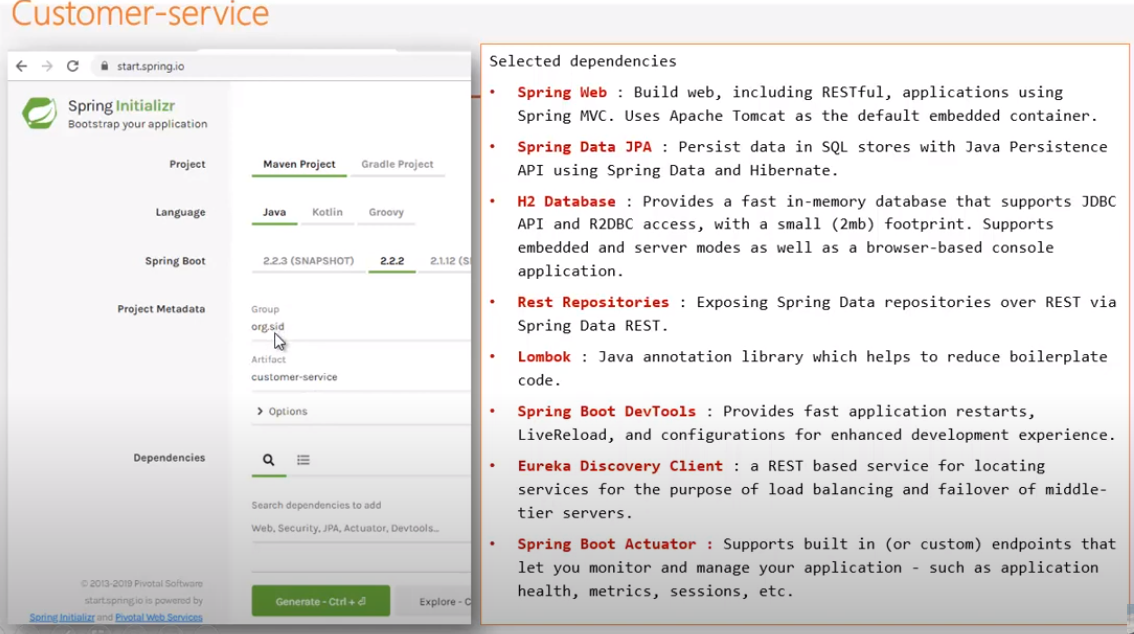 Customer-service
start.spring.io
Spring Initializr
Bootstrap your application
Project
Maven Project Gradle Project
Language
Java Kotlin Groovy
Spring Boot
2.2.3 (SNAPSHOT) 2.2.2 2.1.12 (S
Project Metadata
Group
org.sid
Artifact
customer-service
Options
Dependencies
Search dependencies to add
Web, Security, JPA, Actuator, Devtools...
© 2013-2019 Pivotal Software
start.spring.io is powered by
Spring Initializr and Pivotal Web Services
Generate - Ctrl + ⏎
Explore - C
Selected dependencies
• Spring Web : Build web, including RESTful, applications using
Spring MVC. Uses Apache Tomcat as the default embedded container.
• Spring Data JPA : Persist data in SQL stores with Java Persistence
API using Spring Data and Hibernate.
• H2 Database : Provides a fast in-memory database that supports JDBC
API and R2DBC access, with a small (2mb) footprint. Supports
embedded and server modes as well as a browser-based console
application.
• Rest Repositories : Exposing Spring Data repositories over REST via
Spring Data REST.
• Lombok : Java annotation library which helps to reduce boilerplate
code.
• Spring Boot DevTools : Provides fast application restarts,
LiveReload, and configurations for enhanced development experience.
• Eureka Discovery Client : a REST based service for locating
services for the purpose of load balancing and failover of middle-
tier servers.
• Spring Boot Actuator : Supports built in (or custom) endpoints that
let you monitor and manage your application - such as application
health, metrics, sessions, etc.